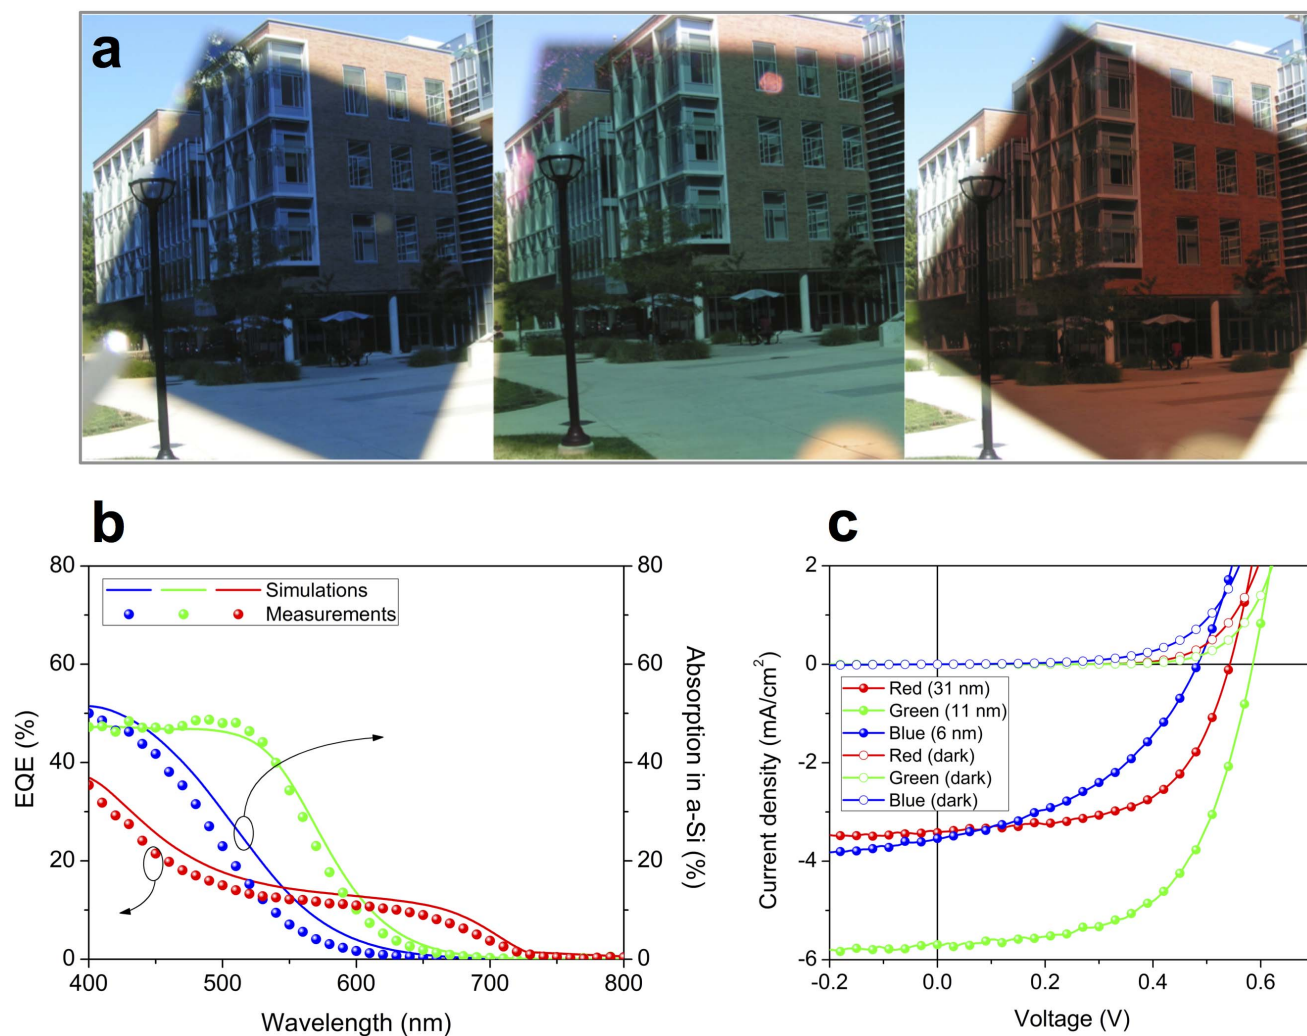 a
b
c
80
60
40
20
0
400
500
600
700
800
80
60
40
20
0
EQE (%)
Absorption in a-Si (%)
Wavelength (nm)
Simulations
Measurements
2
0
-2
-4
-6
-0.2
0.0
0.2
0.4
0.6
Current density (mA/cm²)
Voltage (V)
Red (31 nm)
Green (11 nm)
Blue (6 nm)
Red (dark)
Green (dark)
Blue (dark)